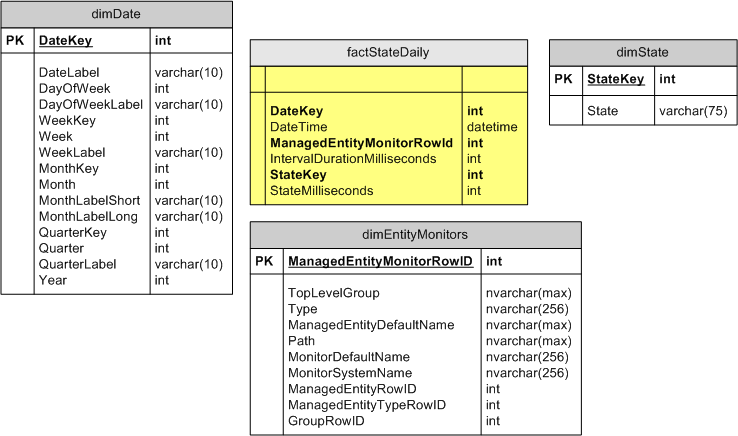 dimDate
PK DateKey int
DateLabel varchar(10)
DayOfWeek int
DayOfWeekLabel varchar(10)
WeekKey int
Week int
WeekLabel varchar(10)
MonthKey int
Month int
MonthLabelShort varchar(10)
MonthLabelLong varchar(10)
QuarterKey int
Quarter int
QuarterLabel varchar(10)
Year int
factStateDaily
DateKey int
DateTime datetime
ManagedEntityMonitorRowId int
IntervalDurationMilliseconds int
StateKey int
StateMilliseconds int
dimState
PK StateKey int
State varchar(75)
dimEntityMonitors
PK ManagedEntityMonitorRowID int
TopLevelGroup nvarchar(max)
Type nvarchar(256)
ManagedEntityDefaultName nvarchar(max)
Path nvarchar(max)
MonitorDefaultName nvarchar(256)
MonitorSystemName nvarchar(256)
ManagedEntityRowID int
ManagedEntityTypeRowID int
GroupRowID int